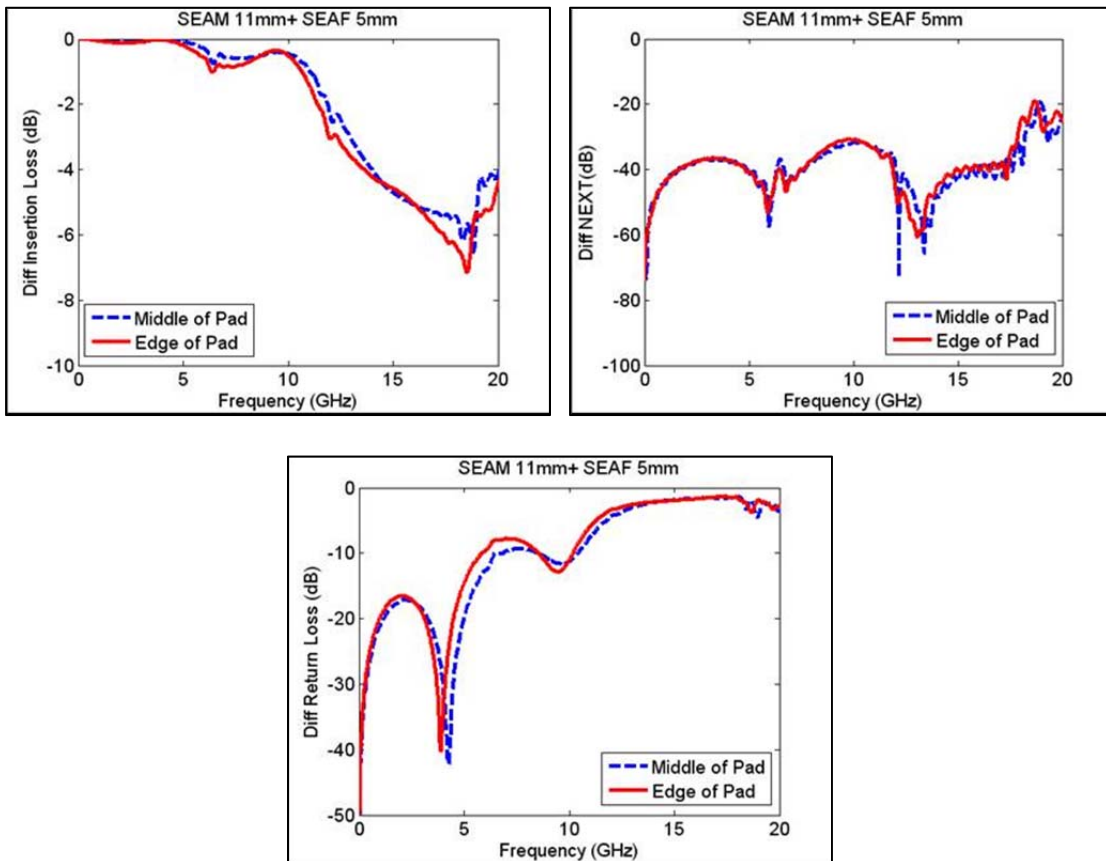 SEAM 11mm+ SEAF 5mm
0
-2
-4
-6
-8
-10
Diff Insertion Loss (dB)
Middle of Pad
Edge of Pad
0
5
10
15
20
Frequency (GHz)
SEAM 11mm+ SEAF 5mm
0
-20
-40
-60
-80
-100
Diff NEXT(dB)
Middle of Pad
Edge of Pad
0
5
10
15
20
Frequency (GHz)
SEAM 11mm+ SEAF 5mm
0
-10
-20
-30
-40
-50
Diff Return Loss (dB)
Middle of Pad
Edge of Pad
0
5
10
15
20
Frequency (GHz)